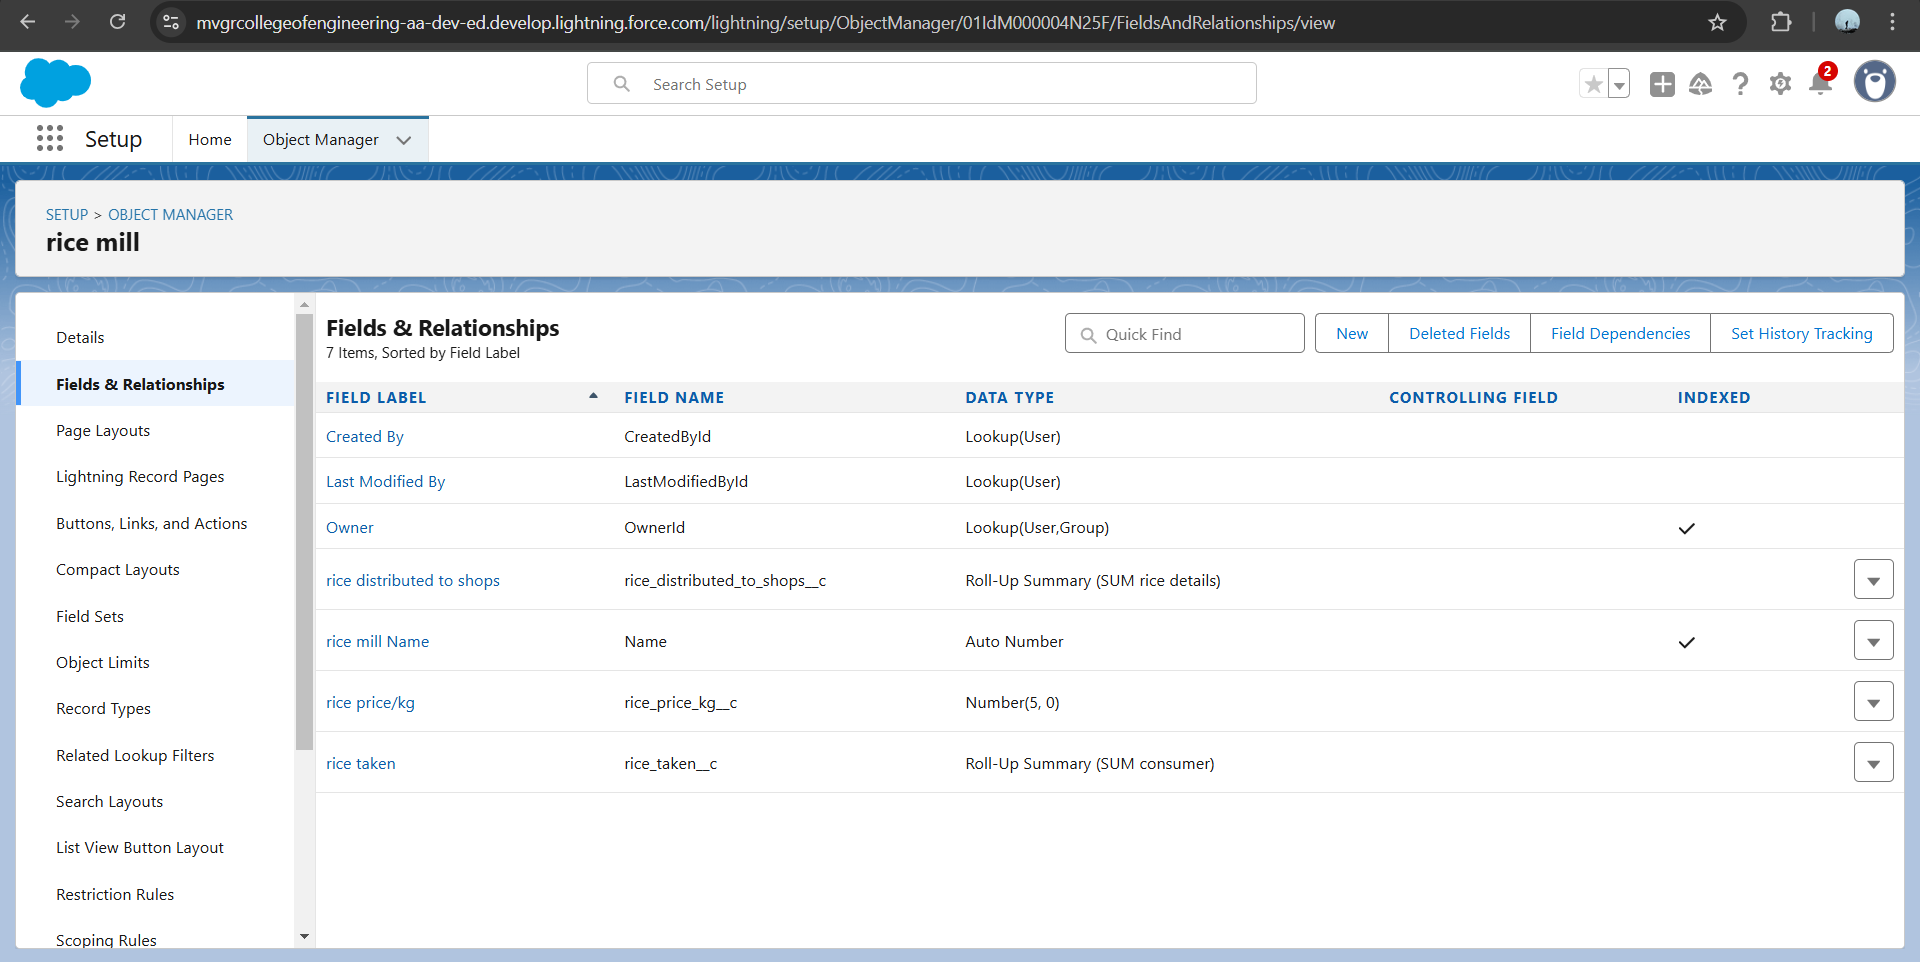 mvgrcollegeofengineering-aa-dev-ed.develop.lightning.force.com/lightning/setup/ObjectManager/01IdM000004N25F/FieldsAndRelationships/view
Search Setup
2
Setup
Home
Object Manager
SETUP > OBJECT MANAGER
rice mill
Details
Fields & Relationships
Page Layouts
Lightning Record Pages
Buttons, Links, and Actions
Compact Layouts
Field Sets
Object Limits
Record Types
Related Lookup Filters
Search Layouts
List View Button Layout
Restriction Rules
Scoping Rules
Fields & Relationships
7 Items, Sorted by Field Label
Quick Find
New
Deleted Fields
Field Dependencies
Set History Tracking
FIELD LABEL FIELD NAME DATA TYPE CONTROLLING FIELD INDEXED
Created By CreatedById Lookup(User)
Last Modified By LastModifiedById Lookup(User)
Owner OwnerId Lookup(User,Group)
rice distributed to shops rice_distributed_to_shops__c Roll-Up Summary (SUM rice details)
rice mill Name Name Auto Number
rice price/kg rice_price_kg__c Number(5, 0)
rice taken rice_taken__c Roll-Up Summary (SUM consumer)